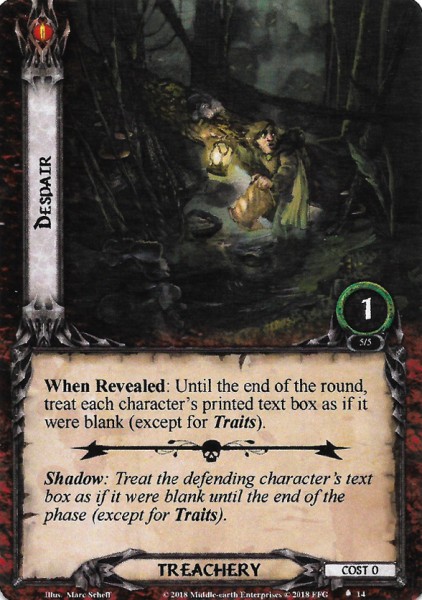 DESPAIR
1
5/5
When Revealed: Until the end of the round,
treat each character's printed text box as if it
were blank (except for Traits).
Shadow: Treat the defending character's text
box as if it were blank until the end of the
phase (except for Traits).
TREACHERY
COST 0
Illus. Marc Scheff
© 2018 Middle-earth Enterprises © 2018 FFG
14